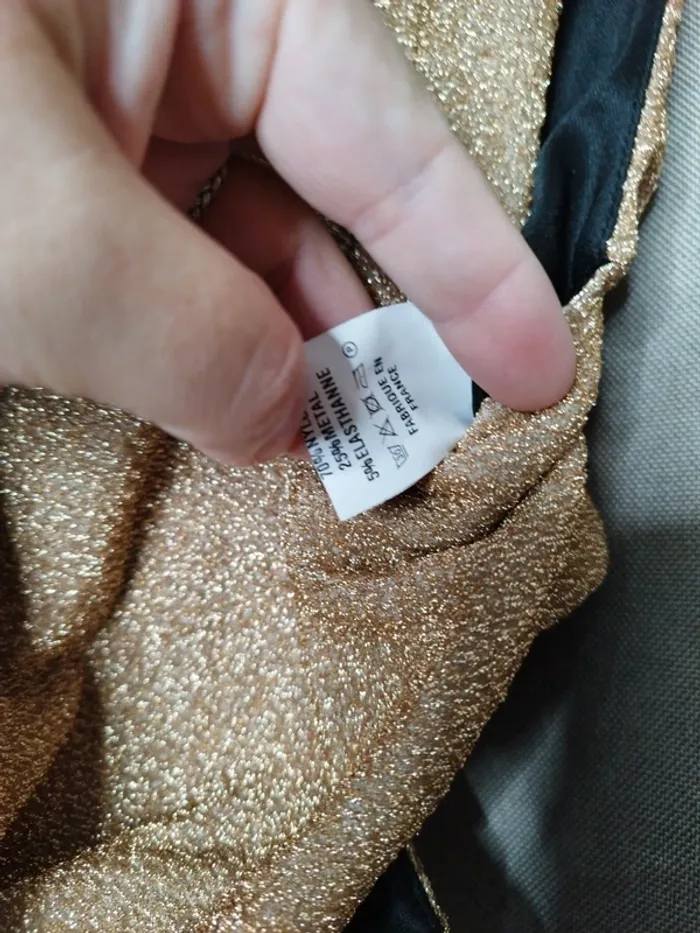 70% NYL
25% METAL
5% ELASTHANNE
P
FABRIQUE EN
FRANCE